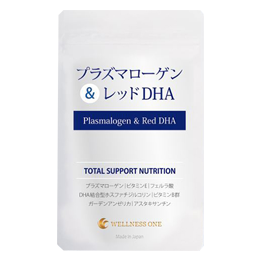 プラズマローゲン
& レッドDHA
Plasmalogen & Red DHA
TOTAL SUPPORT NUTRITION
プラズマローゲン｜ビタミンE｜フェルラ酸
DHA結合型ホスファチジルコリン｜ビタミンB群
ガーデンアンゼリカ｜アスタキサンチン
WELLNESS ONE
Made in Japan